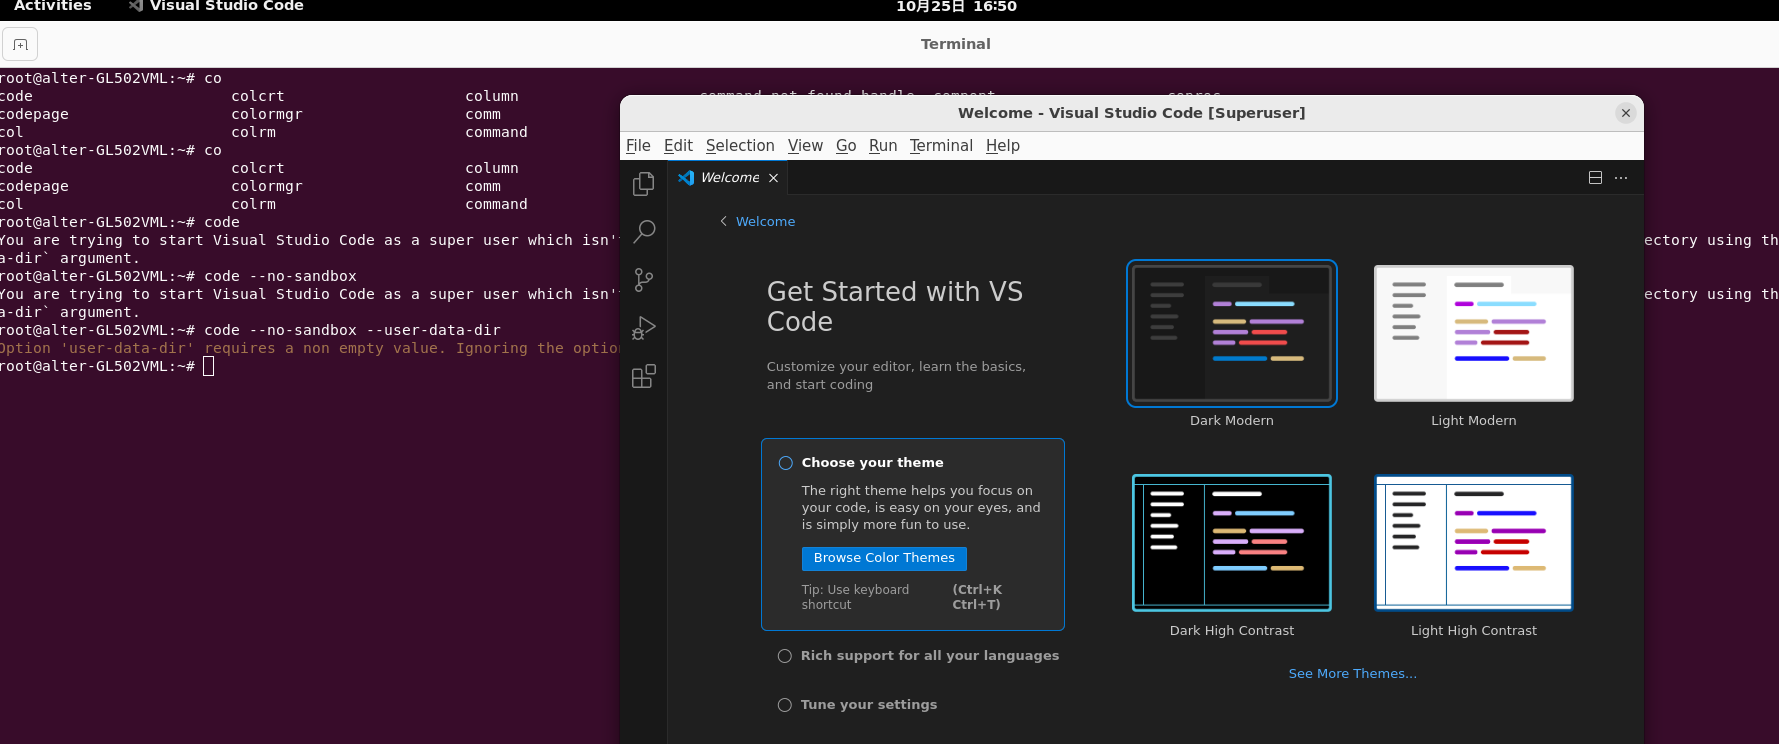 Activities Visual Studio Code 10月25日 16:50
Terminal
root@alter-GL502VML:~# co
code colcrt column command_not_found_handle compopt coproc
codepage colormgr comm
col colrm command
root@alter-GL502VML:~# co
code colcrt column
codepage colormgr comm
col colrm command
root@alter-GL502VML:~# code
You are trying to start Visual Studio Code as a super user which isn't
ectory using th
a-dir` argument.
root@alter-GL502VML:~# code --no-sandbox
You are trying to start Visual Studio Code as a super user which isn't
ectory using th
a-dir` argument.
root@alter-GL502VML:~# code --no-sandbox --user-data-dir
Option 'user-data-dir' requires a non empty value. Ignoring the optio
root@alter-GL502VML:~#
Welcome - Visual Studio Code [Superuser]
File Edit Selection View Go Run Terminal Help
Welcome
Welcome
Get Started with VS
Code
Customize your editor, learn the basics,
and start coding
Choose your theme
The right theme helps you focus on
your code, is easy on your eyes, and
is simply more fun to use.
Browse Color Themes
Tip: Use keyboard
shortcut
(Ctrl+K
Ctrl+T)
Rich support for all your languages
Tune your settings
Dark Modern
Light Modern
Dark High Contrast
Light High Contrast
See More Themes...